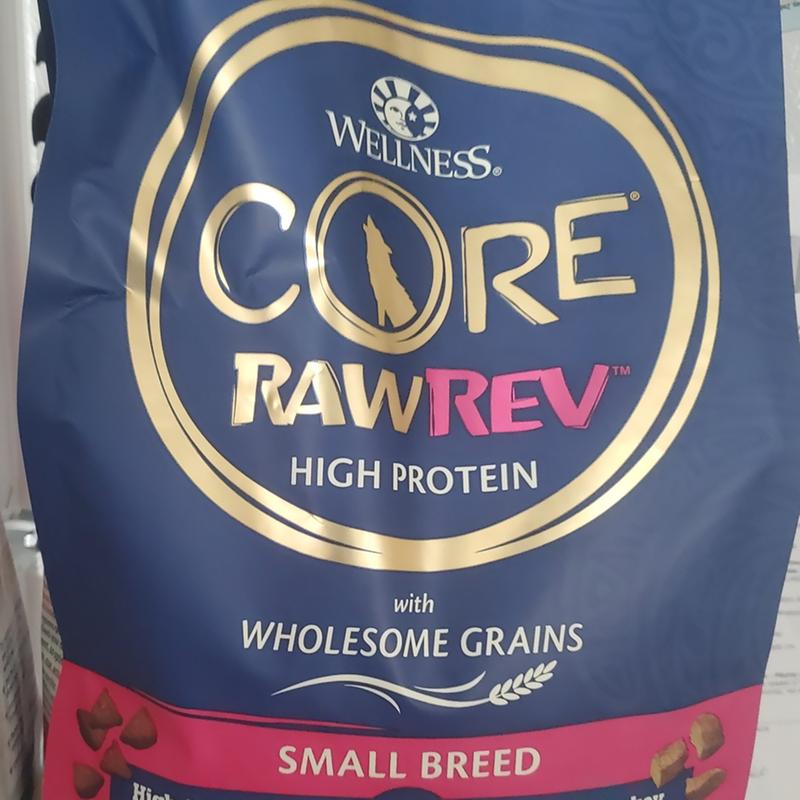 WELLNESS®
CORE®
RAWREV™
HIGH PROTEIN
with
WHOLESOME GRAINS
SMALL BREED